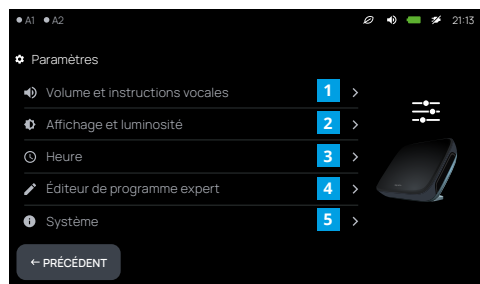 A1 A2 21:13
Paramètres
Volume et instructions vocales 1
Affichage et luminosité 2
Heure 3
Éditeur de programme expert 4
Système 5
← PRÉCÉDENT